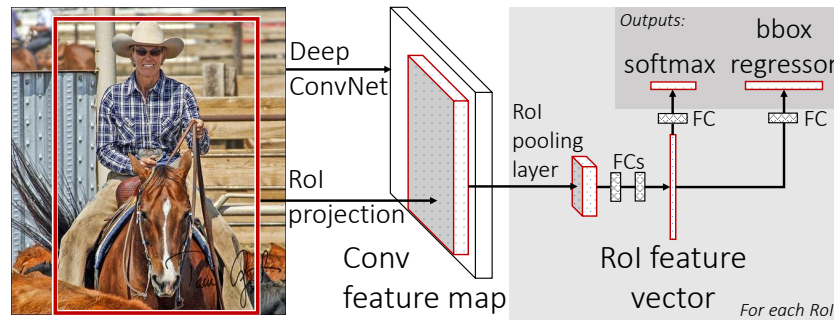 Deep
ConvNet
RoI
projection
Conv
feature map
RoI
pooling
layer
FCs
RoI feature
vector
For each RoI
Outputs:
softmax
bbox
regressor
FC
FC